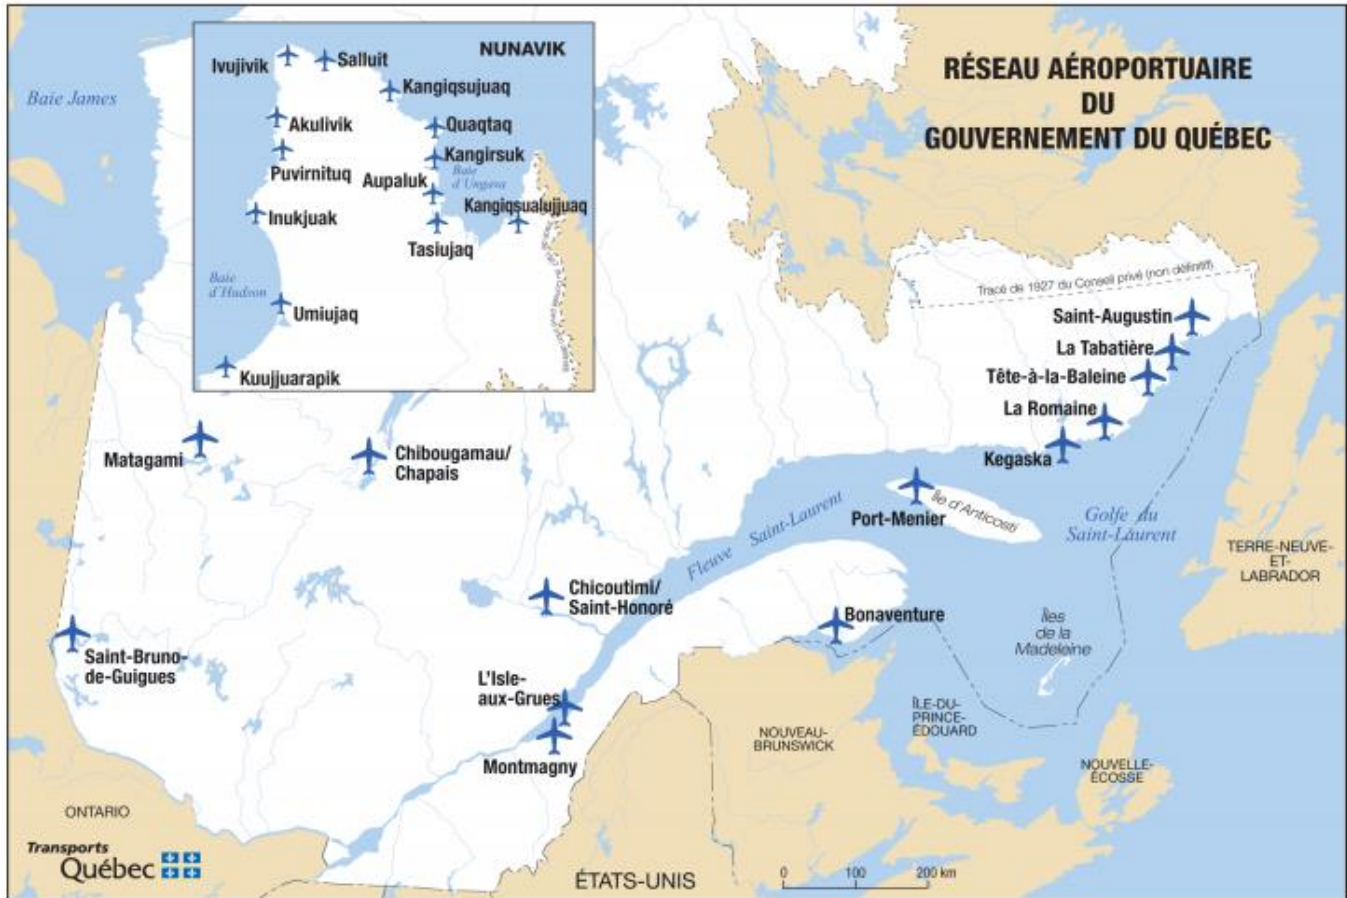 RÉSEAU AÉROPORTUAIRE
DU
GOUVERNEMENT DU QUÉBEC
NUNAVIK
Ivujivik
Salluit
Kangiqsujuaq
Akulivik
Quaqtaq
Puvirnituq
Kangirsuk
Baie
d'Ungava
Aupaluk
Kangiqsualujjuaq
Inukjuak
Tasiujaq
Baie
d'Hudson
Umiujaq
Kuujjuarapik
Baie James
Tracé de 1927 du Conseil privé (non définitif)
Saint-Augustin
La Tabatière
Tête-à-la-Baleine
La Romaine
Kegaska
Matagami
Chibougamau/
Chapais
Port-Menier
Île d'Anticosti
Golfe du
Saint-Laurent
Fleuve Saint-Laurent
TERRE-NEUVE-
ET-
LABRADOR
Chicoutimi/
Saint-Honoré
Bonaventure
Îles
de la
Madeleine
Saint-Bruno-
de-Guigues
L'Isle-
aux-Grues
Montmagny
ÎLE-DU-
PRINCE-
ÉDOUARD
NOUVEAU-
BRUNSWICK
NOUVELLE-
ÉCOSSE
ONTARIO
Transports
Québec
ÉTATS-UNIS
0 100 200 km